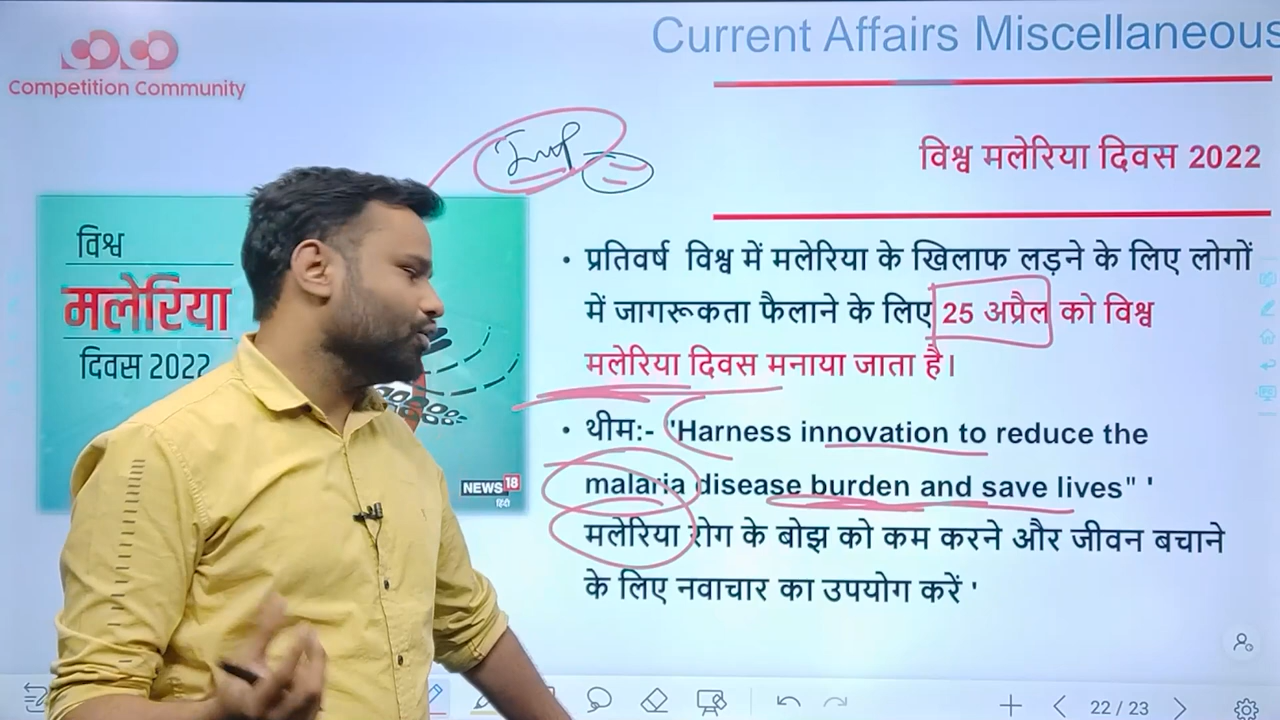 Competition Community
Current Affairs Miscellaneous
Imp
विश्व मलेरिया दिवस 2022
विश्व
मलेरिया
दिवस 2022
NEWS 18
हिंदी
• प्रतिवर्ष विश्व में मलेरिया के खिलाफ लड़ने के लिए लोगों
में जागरूकता फैलाने के लिए 25 अप्रैल को विश्व
मलेरिया दिवस मनाया जाता है।
• थीम:- 'Harness innovation to reduce the
malaria disease burden and save lives" '
मलेरिया रोग के बोझ को कम करने और जीवन बचाने
के लिए नवाचार का उपयोग करें '
22 / 23